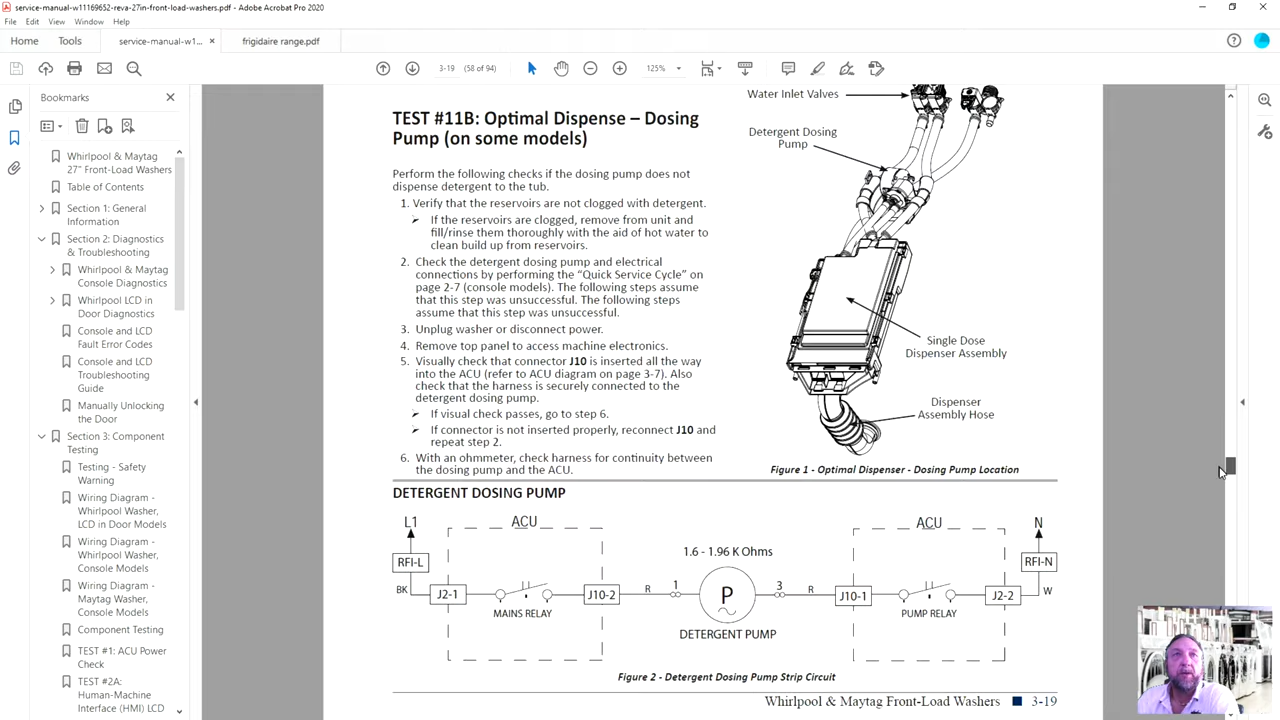 service-manual-w11169652-reva-27in-front-load-washers.pdf - Adobe Acrobat Pro 2020
File Edit View Window Help
Home Tools service-manual-w1... × frigidaire range.pdf
3-19 (58 of 94) 125%
Bookmarks
Whirlpool & Maytag
27" Front-Load Washers
Table of Contents
Section 1: General
Information
Section 2: Diagnostics
& Troubleshooting
Whirlpool & Maytag
Console Diagnostics
Whirlpool LCD in
Door Diagnostics
Console and LCD
Fault Error Codes
Console and LCD
Troubleshooting
Guide
Manually Unlocking
the Door
Section 3: Component
Testing
Testing - Safety
Warning
Wiring Diagram -
Whirlpool Washer,
LCD in Door Models
Wiring Diagram -
Whirlpool Washer,
Console Models
Wiring Diagram -
Maytag Washer,
Console Models
Component Testing
TEST #1: ACU Power
Check
TEST #2A:
Human-Machine
Interface (HMI) LCD
TEST #11B: Optimal Dispense – Dosing
Pump (on some models)
Perform the following checks if the dosing pump does not
dispense detergent to the tub.
1. Verify that the reservoirs are not clogged with detergent.
➢ If the reservoirs are clogged, remove from unit and
fill/rinse them thoroughly with the aid of hot water to
clean build up from reservoirs.
2. Check the detergent dosing pump and electrical
connections by performing the “Quick Service Cycle” on
page 2-7 (console models). The following steps assume
that this step was unsuccessful. The following steps
assume that this step was unsuccessful.
3. Unplug washer or disconnect power.
4. Remove top panel to access machine electronics.
5. Visually check that connector J10 is inserted all the way
into the ACU (refer to ACU diagram on page 3-7). Also
check that the harness is securely connected to the
detergent dosing pump.
➢ If visual check passes, go to step 6.
➢ If connector is not inserted properly, reconnect J10 and
repeat step 2.
6. With an ohmmeter, check harness for continuity between
the dosing pump and the ACU.
Water Inlet Valves
Detergent Dosing
Pump
Single Dose
Dispenser Assembly
Dispenser
Assembly Hose
Figure 1 - Optimal Dispenser - Dosing Pump Location
DETERGENT DOSING PUMP
L1 ACU ACU N
1.6 - 1.96 K Ohms
RFI-L RFI-N
BK J2-1 J10-2 R 1 P 3 R J10-1 J2-2 W
MAINS RELAY PUMP RELAY
DETERGENT PUMP
Figure 2 - Detergent Dosing Pump Strip Circuit
Whirlpool & Maytag Front-Load Washers ■ 3-19